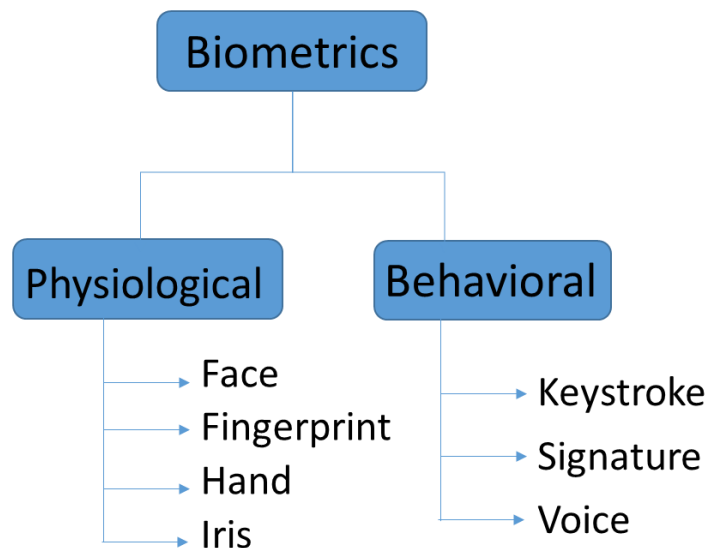 Biometrics
Physiological
Behavioral
Face
Fingerprint
Hand
Iris
Keystroke
Signature
Voice